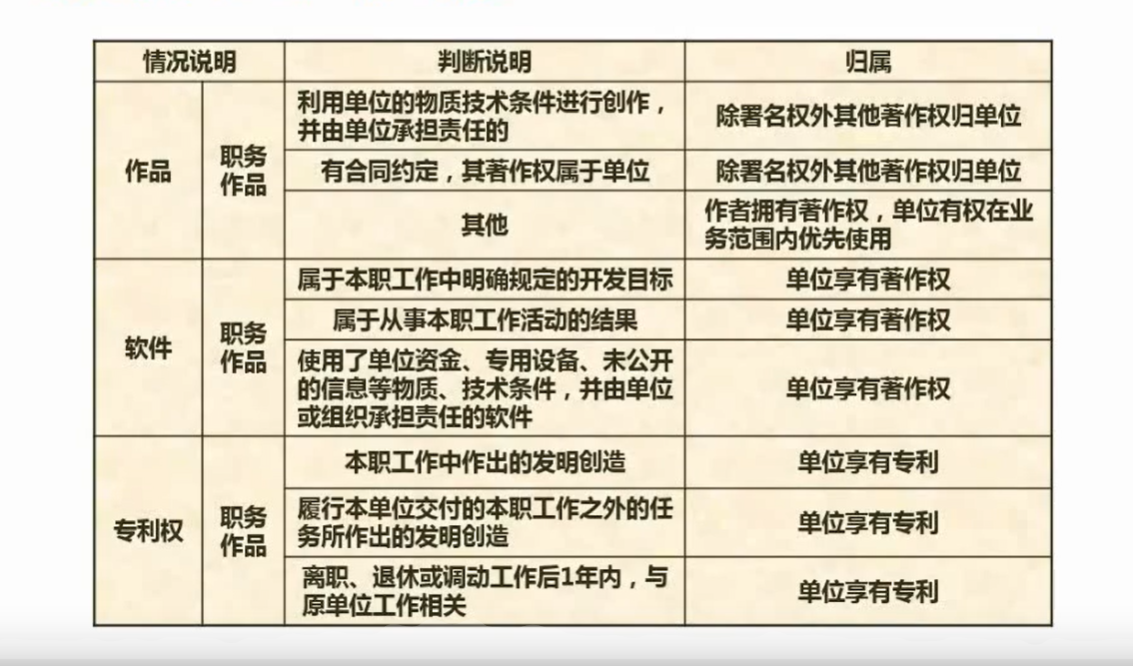 情况说明 判断说明 归属
作品
职务
作品
利用单位的物质技术条件进行创作，
并由单位承担责任的
除署名权外其他著作权归单位
有合同约定，其著作权属于单位
除署名权外其他著作权归单位
其他
作者拥有著作权，单位有权在业
务范围内优先使用
软件
职务
作品
属于本职工作中明确规定的开发目标
单位享有著作权
属于从事本职工作活动的结果
单位享有著作权
使用了单位资金、专用设备、未公开
的信息等物质、技术条件，并由单位
或组织承担责任的软件
单位享有著作权
专利权
职务
作品
本职工作中作出的发明创造
单位享有专利
履行本单位交付的本职工作之外的任
务所作出的发明创造
单位享有专利
离职、退休或调动工作后1年内，与
原单位工作相关
单位享有专利